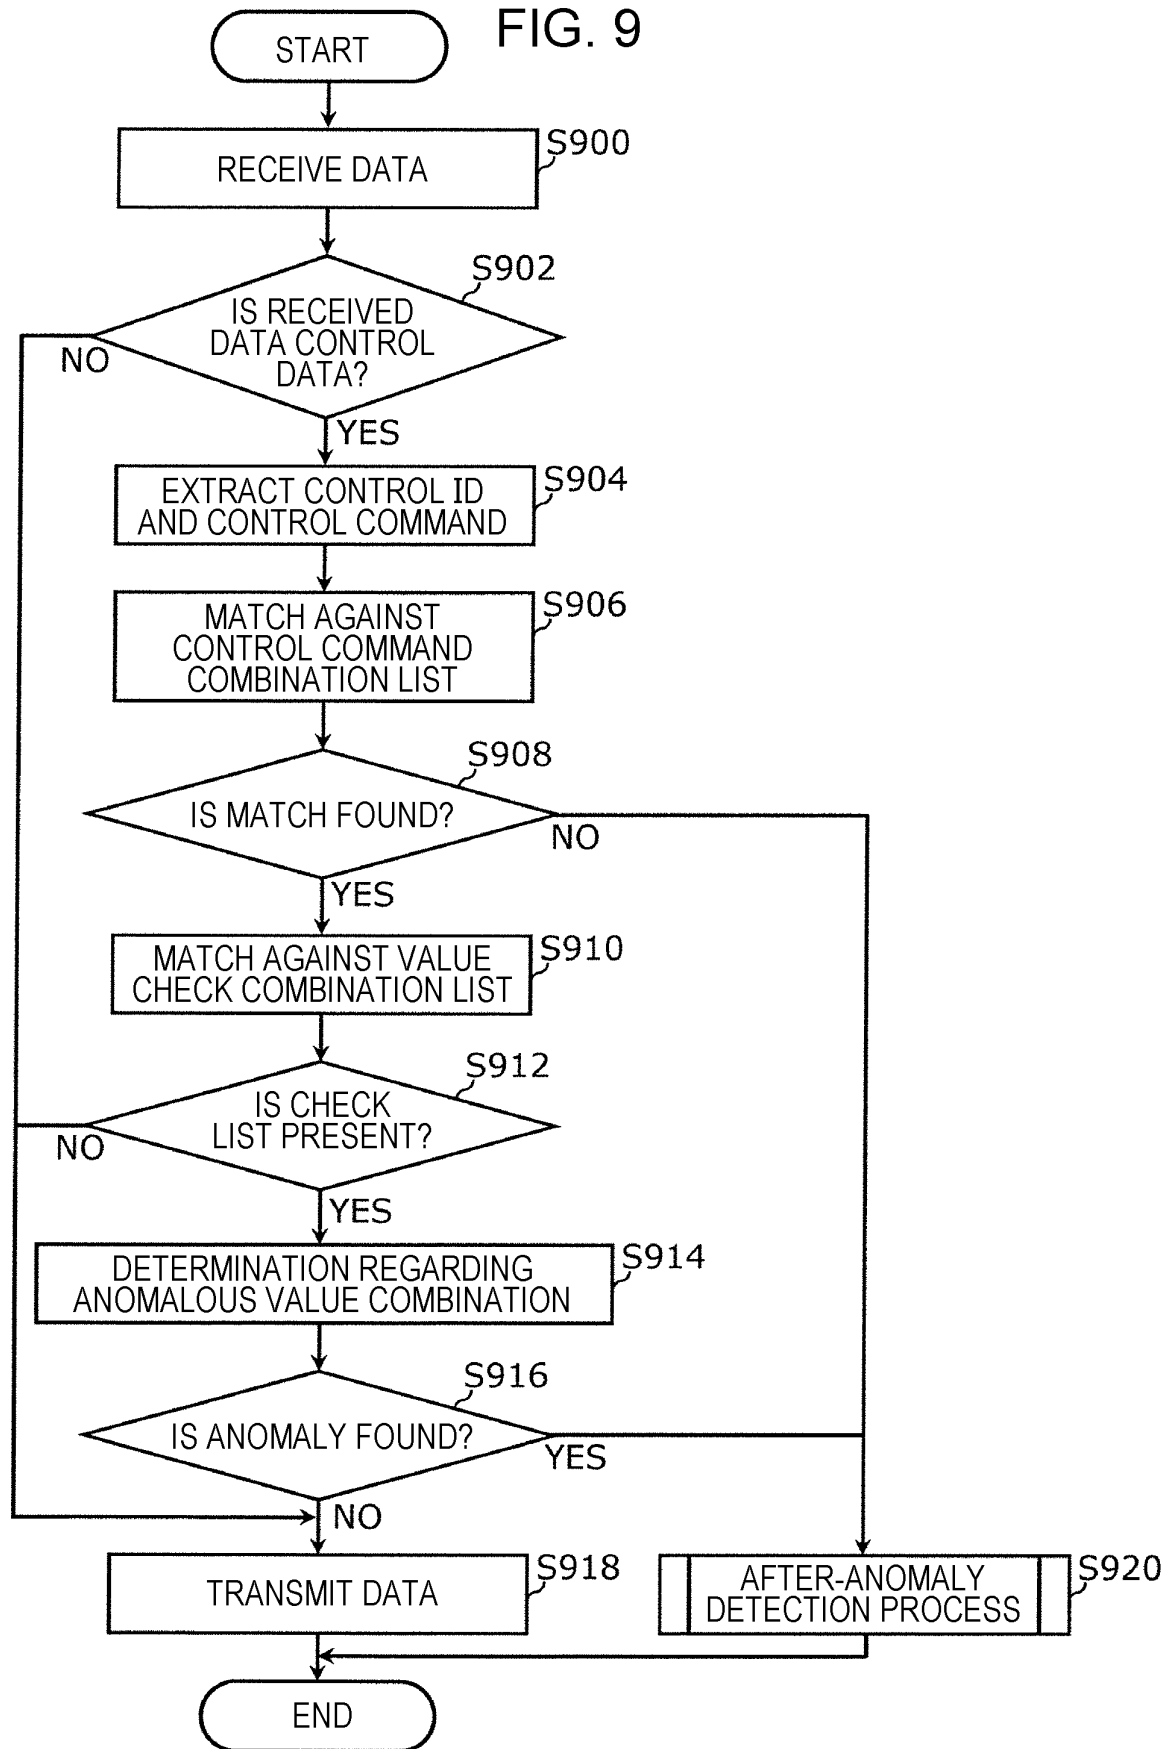 FIG. 9
START
RECEIVE DATA
S900
IS RECEIVED
DATA CONTROL
DATA?
S902
NO
YES
EXTRACT CONTROL ID
AND CONTROL COMMAND
S904
MATCH AGAINST
CONTROL COMMAND
COMBINATION LIST
S906
IS MATCH FOUND?
S908
NO
YES
MATCH AGAINST VALUE
CHECK COMBINATION LIST
S910
IS CHECK
LIST PRESENT?
S912
NO
YES
DETERMINATION REGARDING
ANOMALOUS VALUE COMBINATION
S914
IS ANOMALY FOUND?
S916
YES
NO
TRANSMIT DATA
S918
AFTER-ANOMALY
DETECTION PROCESS
S920
END